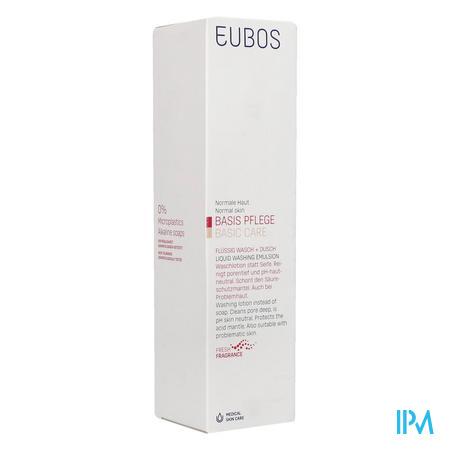 EUBOS
Normale Haut
Normal skin
BASIS PFLEGE
BASIC CARE
FLÜSSIG WASCH + DUSCH
LIQUID WASHING EMULSION
Waschlotion statt Seife. Rei-
nigt porentief und pH-haut-
neutral. Schont den Säure-
schutzmantel. Auch bei
Problemhaut.
Washing lotion instead of
soap. Cleans pore deep, is
pH skin neutral. Protects the
acid mantle. Also suitable with
problematic skin.
FRESH
FRAGRANCE
MEDICAL
SKIN CARE
0%
Microplastics
Alkaline soaps
IPM